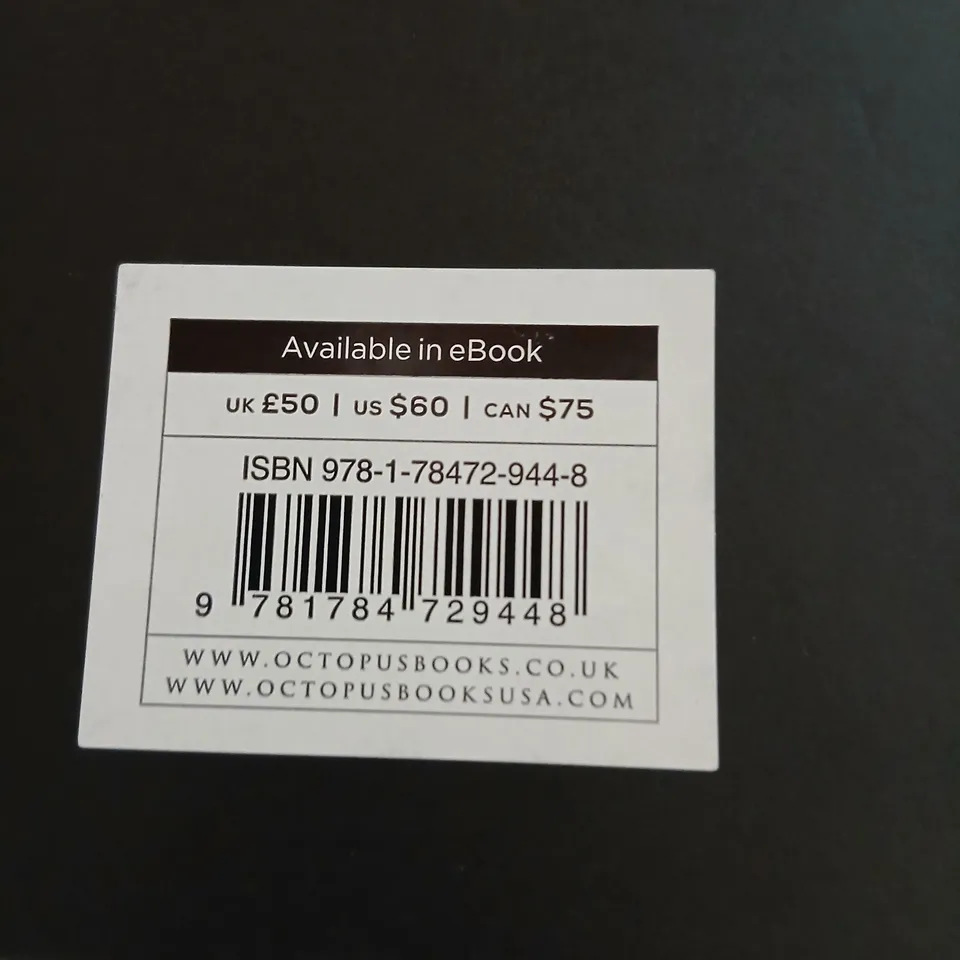 Available in eBook
UK £50 | US $60 | CAN $75
ISBN 978-1-78472-944-8
9 781784 729448
WWW.OCTOPUSBOOKS.CO.UK
WWW.OCTOPUSBOOKSUSA.COM